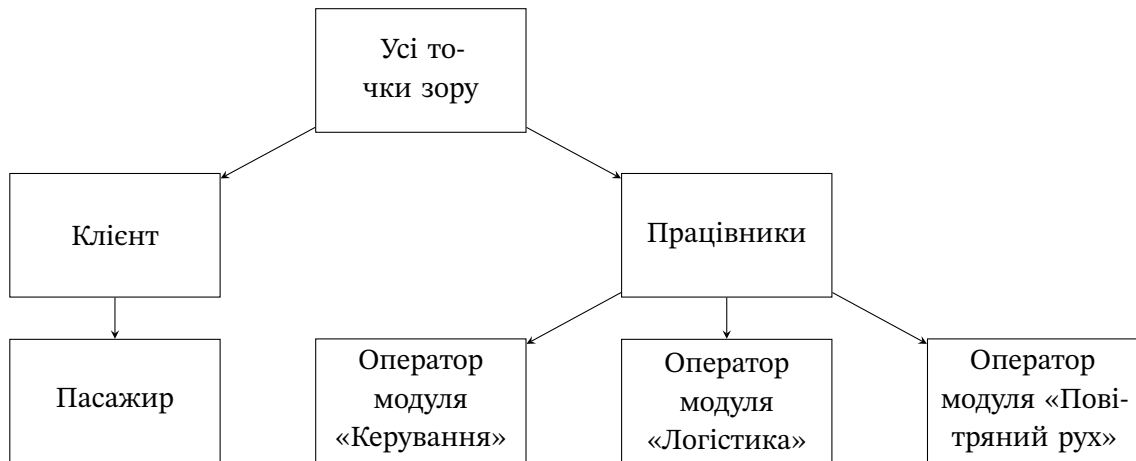 Усі то-
чки зору
Клієнт
Працівники
Пасажир
Оператор
модуля
«Керування»
Оператор
модуля
«Логістика»
Оператор
модуля «Пові-
тряний рух»